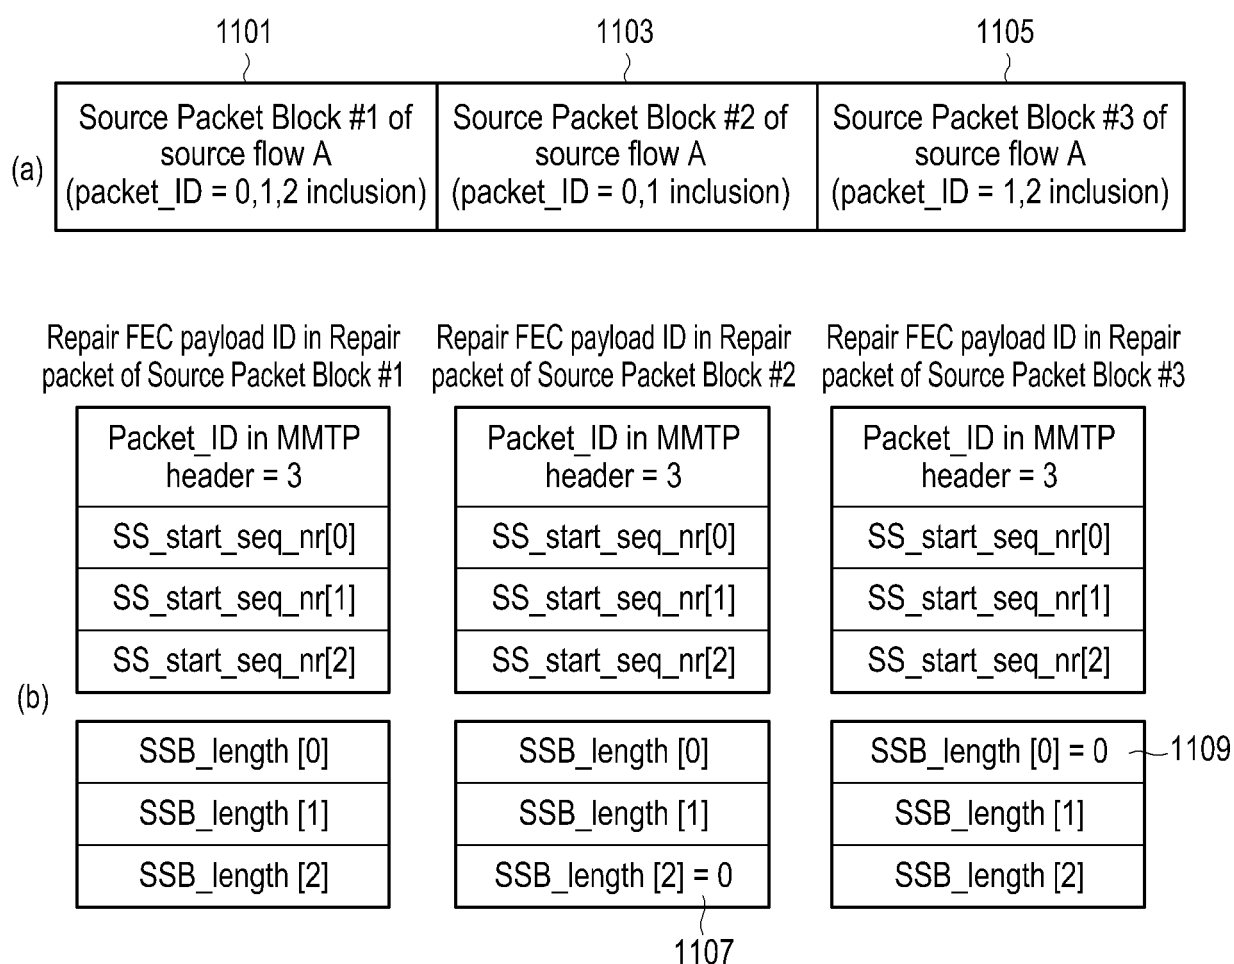 1101
1103
1105
(a)
Source Packet Block #1 of
source flow A
(packet_ID = 0,1,2 inclusion)
Source Packet Block #2 of
source flow A
(packet_ID = 0,1 inclusion)
Source Packet Block #3 of
source flow A
(packet_ID = 1,2 inclusion)
(b)
Repair FEC payload ID in Repair
packet of Source Packet Block #1
Packet_ID in MMTP
header = 3
SS_start_seq_nr[0]
SS_start_seq_nr[1]
SS_start_seq_nr[2]
SSB_length [0]
SSB_length [1]
SSB_length [2]
Repair FEC payload ID in Repair
packet of Source Packet Block #2
Packet_ID in MMTP
header = 3
SS_start_seq_nr[0]
SS_start_seq_nr[1]
SS_start_seq_nr[2]
SSB_length [0]
SSB_length [1]
SSB_length [2] = 0
1107
Repair FEC payload ID in Repair
packet of Source Packet Block #3
Packet_ID in MMTP
header = 3
SS_start_seq_nr[0]
SS_start_seq_nr[1]
SS_start_seq_nr[2]
SSB_length [0] = 0
1109
SSB_length [1]
SSB_length [2]